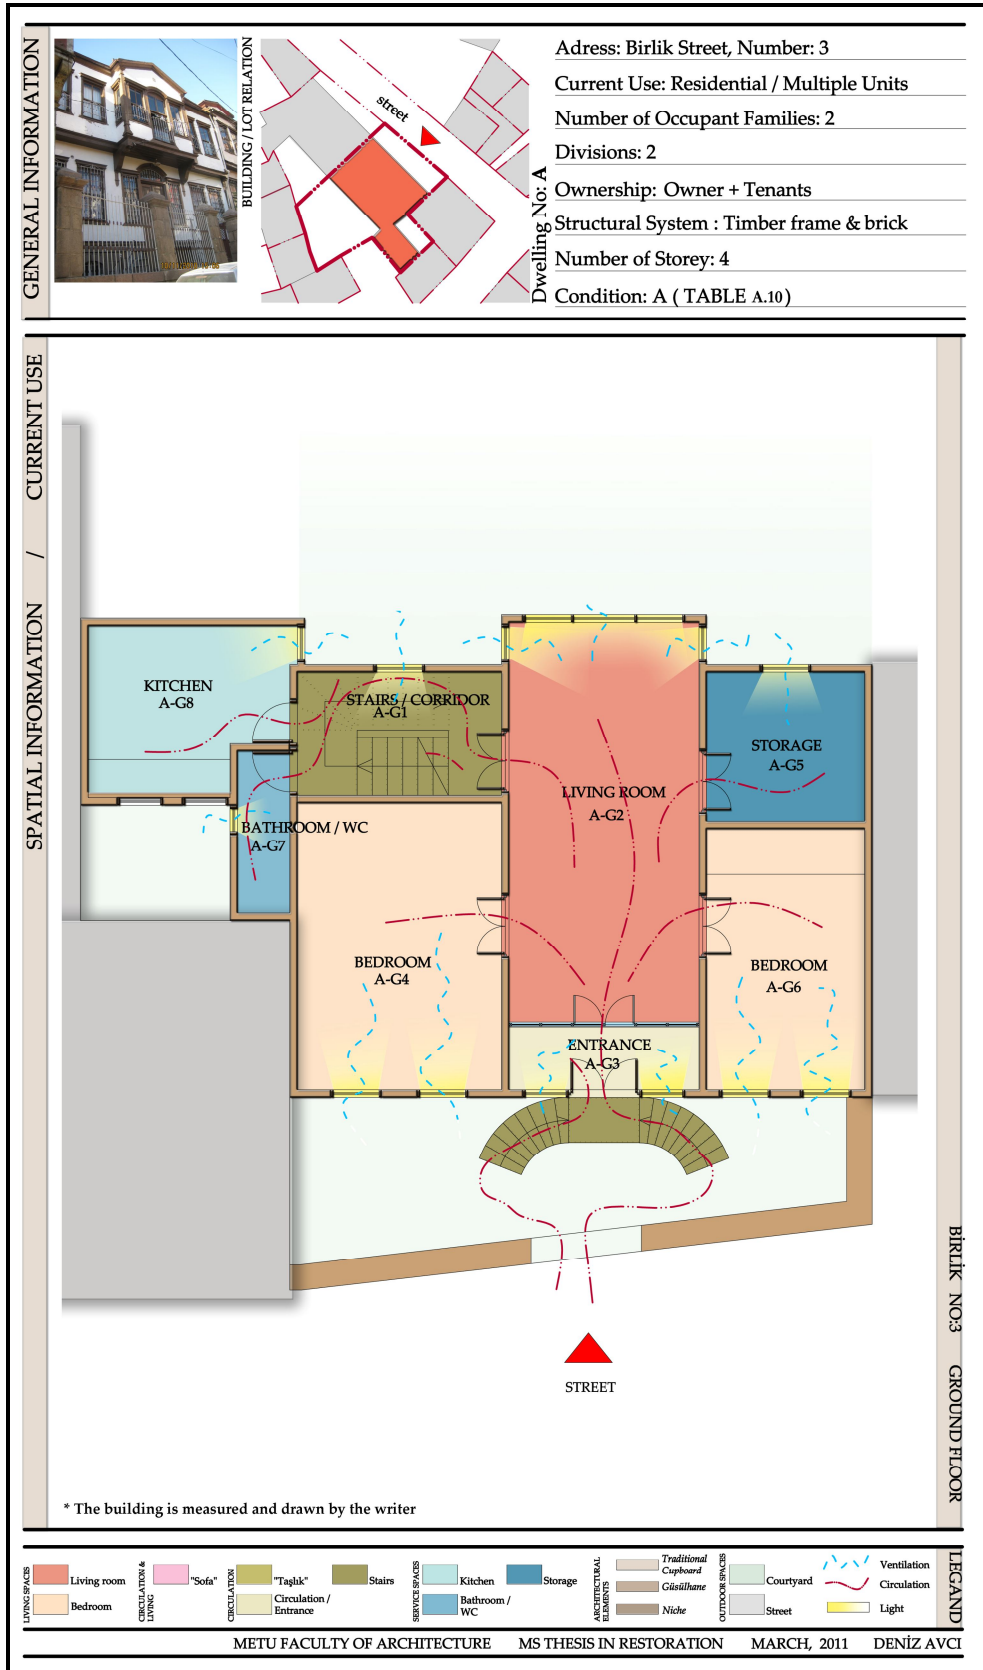 GENERAL INFORMATION
BUILDING / LOT RELATION
street
Dwelling No: A
Adress: Birlik Street, Number: 3
Current Use: Residential / Multiple Units
Number of Occupant Families: 2
Divisions: 2
Ownership: Owner + Tenants
Structural System : Timber frame & brick
Number of Storey: 4
Condition: A ( TABLE A.10)
SPATIAL INFORMATION / CURRENT USE
KITCHEN
A-G8
STAIRS / CORRIDOR
A-G1
STORAGE
A-G5
LIVING ROOM
A-G2
BATHROOM / WC
A-G7
BEDROOM
A-G4
BEDROOM
A-G6
ENTRANCE
A-G3
STREET
BİRLİK NO:3 GROUND FLOOR
* The building is measured and drawn by the writer
LIVING SPACES
Living room
Bedroom
CIRCULATION & LIVING
"Sofa"
CIRCULATION
"Taşlık"
Circulation / Entrance
Stairs
SERVICE SPACES
Kitchen
Bathroom / WC
Storage
ARCHITECTURAL ELEMENTS
Traditional Cupboard
Güsülhane
Niche
OUTDOOR SPACES
Courtyard
Street
Ventilation
Circulation
Light
LEGAND
METU FACULTY OF ARCHITECTURE MS THESIS IN RESTORATION MARCH, 2011 DENİZ AVCI